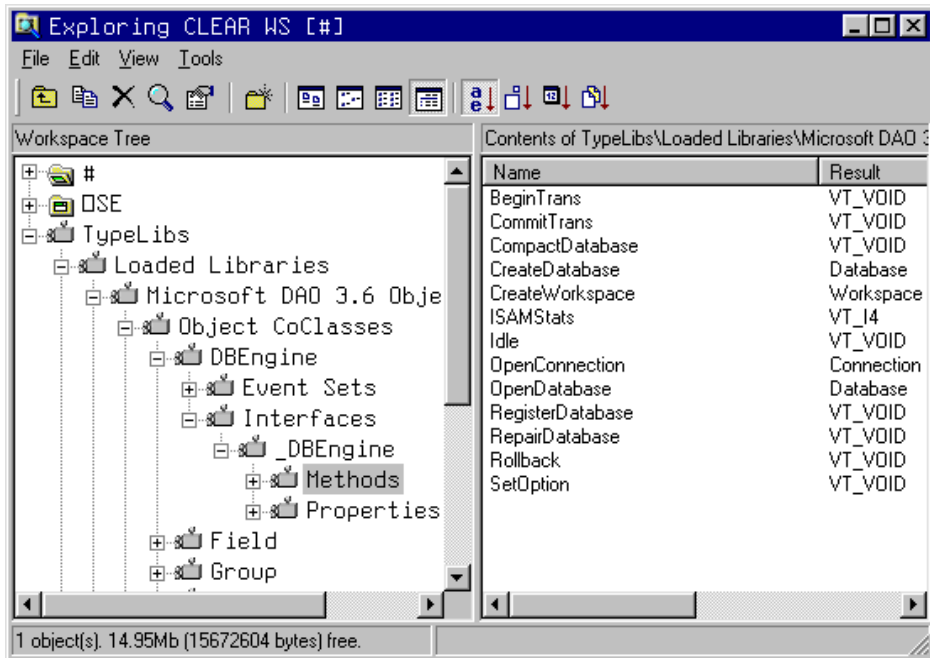 Exploring CLEAR WS [#]
File Edit View Tools
Workspace Tree
Contents of TypeLibs\Loaded Libraries\Microsoft DAO 3
#
OSE
TypeLibs
Loaded Libraries
Microsoft DAO 3.6 Obje
Object CoClasses
DBEngine
Event Sets
Interfaces
_DBEngine
Methods
Properties
Field
Group
Name Result
BeginTrans VT_VOID
CommitTrans VT_VOID
CompactDatabase VT_VOID
CreateDatabase Database
CreateWorkspace Workspace
ISAMStats VT_I4
Idle VT_VOID
OpenConnection Connection
OpenDatabase Database
RegisterDatabase VT_VOID
RepairDatabase VT_VOID
Rollback VT_VOID
SetOption VT_VOID
1 object(s). 14.95Mb (15672604 bytes) free.